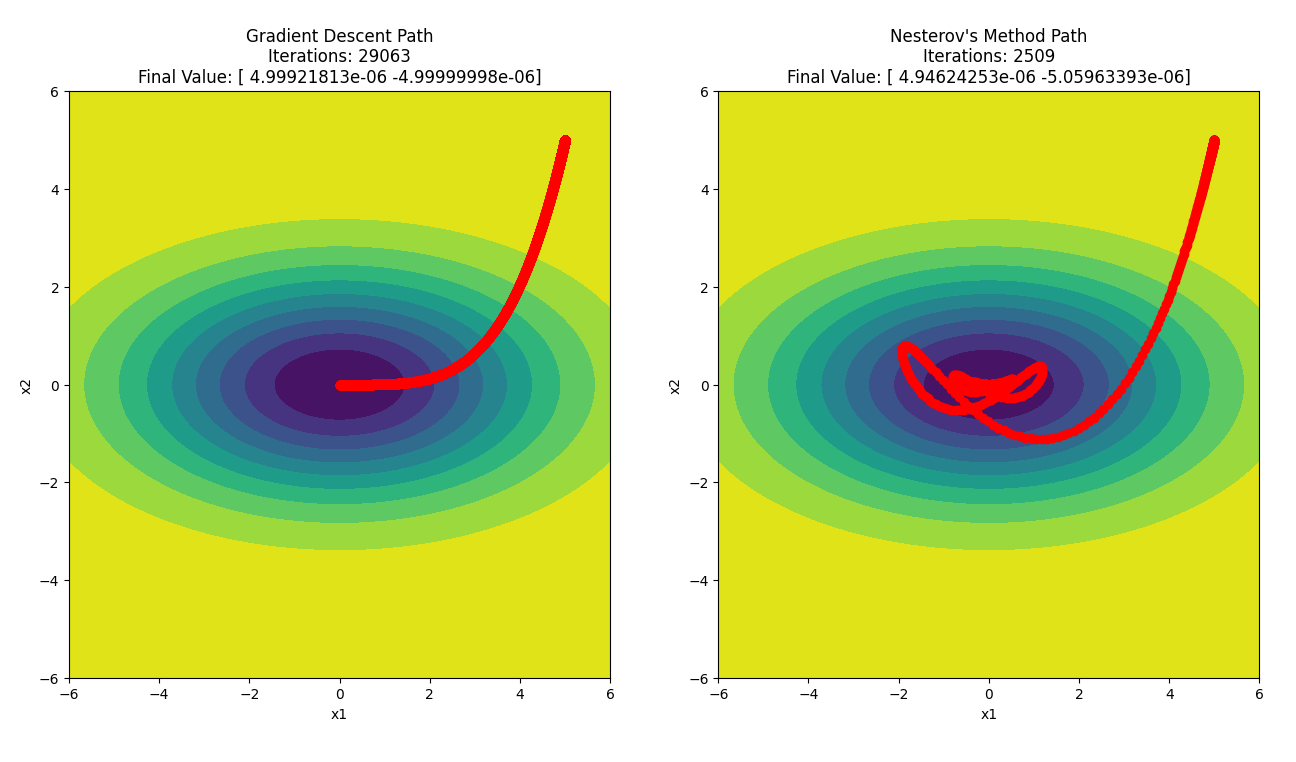 Gradient Descent Path
Iterations: 29063
Final Value: [ 4.99921813e-06 -4.99999998e-06]
6
4
2
0
−2
−4
−6
x2
−6
−4
−2
0
2
4
6
x1
Nesterov's Method Path
Iterations: 2509
Final Value: [ 4.94624253e-06 -5.05963393e-06]
6
4
2
0
−2
−4
−6
x2
−6
−4
−2
0
2
4
6
x1